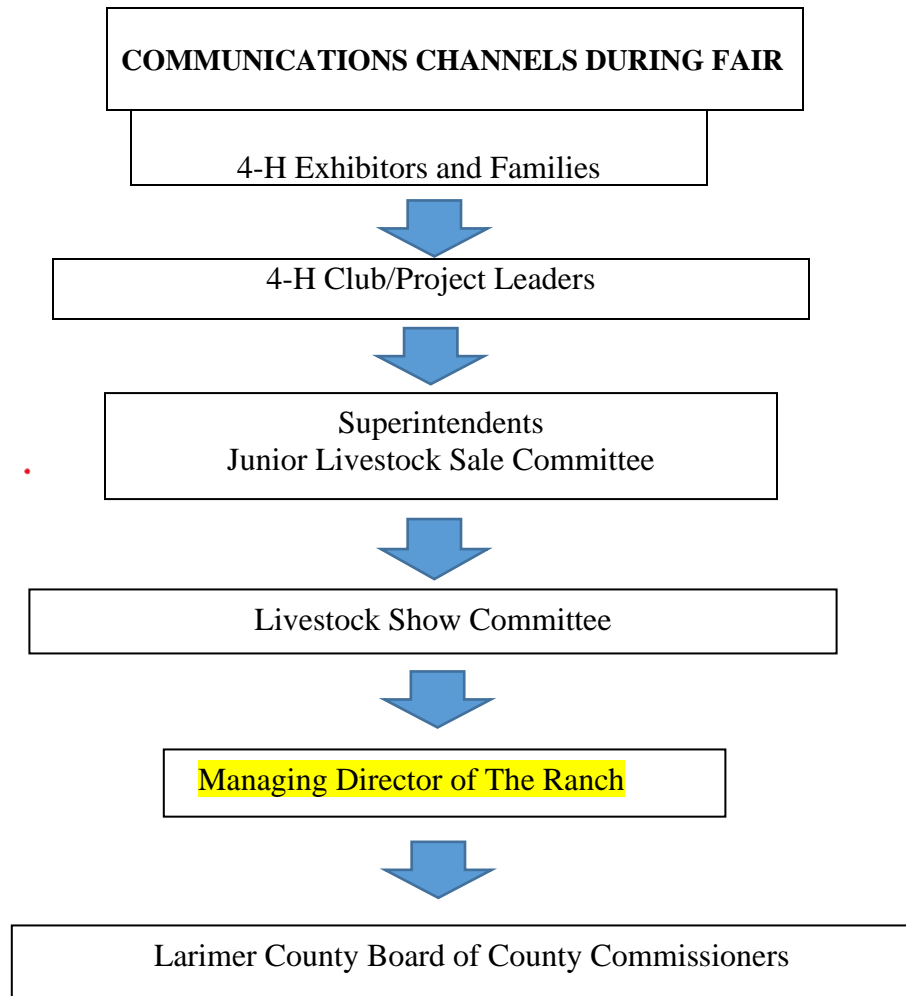 COMMUNICATIONS CHANNELS DURING FAIR
4-H Exhibitors and Families
4-H Club/Project Leaders
Superintendents
Junior Livestock Sale Committee
Livestock Show Committee
Managing Director of The Ranch
Larimer County Board of County Commissioners